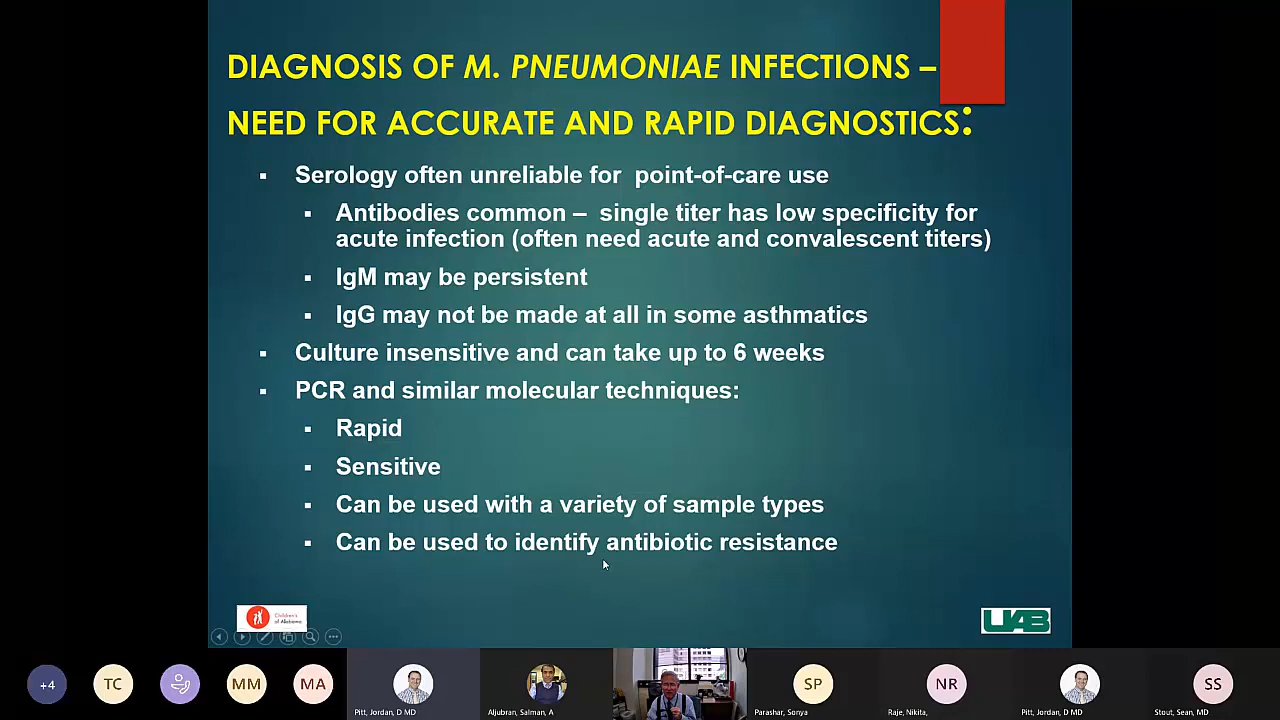 DIAGNOSIS OF M. PNEUMONIAE INFECTIONS –
NEED FOR ACCURATE AND RAPID DIAGNOSTICS:
▪ Serology often unreliable for point-of-care use
▪ Antibodies common – single titer has low specificity for
acute infection (often need acute and convalescent titers)
▪ IgM may be persistent
▪ IgG may not be made at all in some asthmatics
▪ Culture insensitive and can take up to 6 weeks
▪ PCR and similar molecular techniques:
▪ Rapid
▪ Sensitive
▪ Can be used with a variety of sample types
▪ Can be used to identify antibiotic resistance
Children's
of Alabama
UAB
+4
TC
MM
MA
SP
NR
SS
Pitt, Jordan, D MD
Aljubran, Salman, A
Parashar, Sonya
Raje, Nikita,
Pitt, Jordan, D MD
Stout, Sean, MD